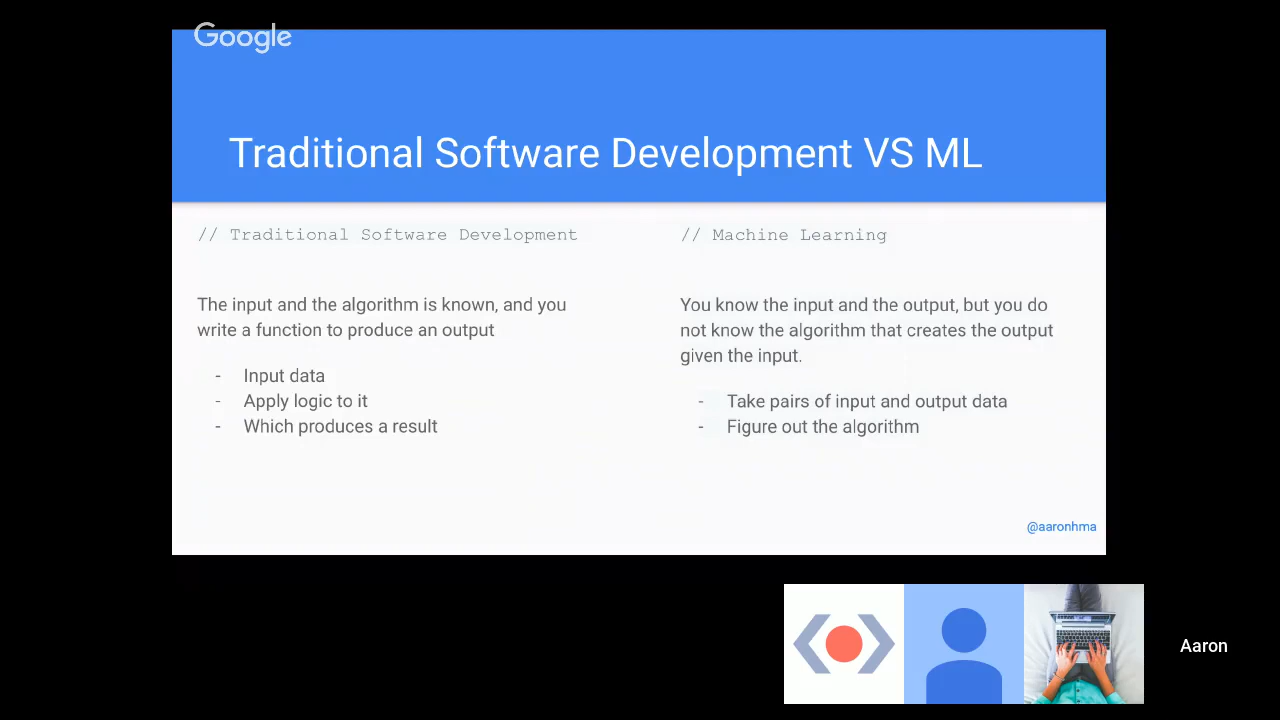 Google
Traditional Software Development VS ML
// Traditional Software Development
The input and the algorithm is known, and you
write a function to produce an output
- Input data
- Apply logic to it
- Which produces a result
// Machine Learning
You know the input and the output, but you do
not know the algorithm that creates the output
given the input.
- Take pairs of input and output data
- Figure out the algorithm
@aaronhma
Aaron